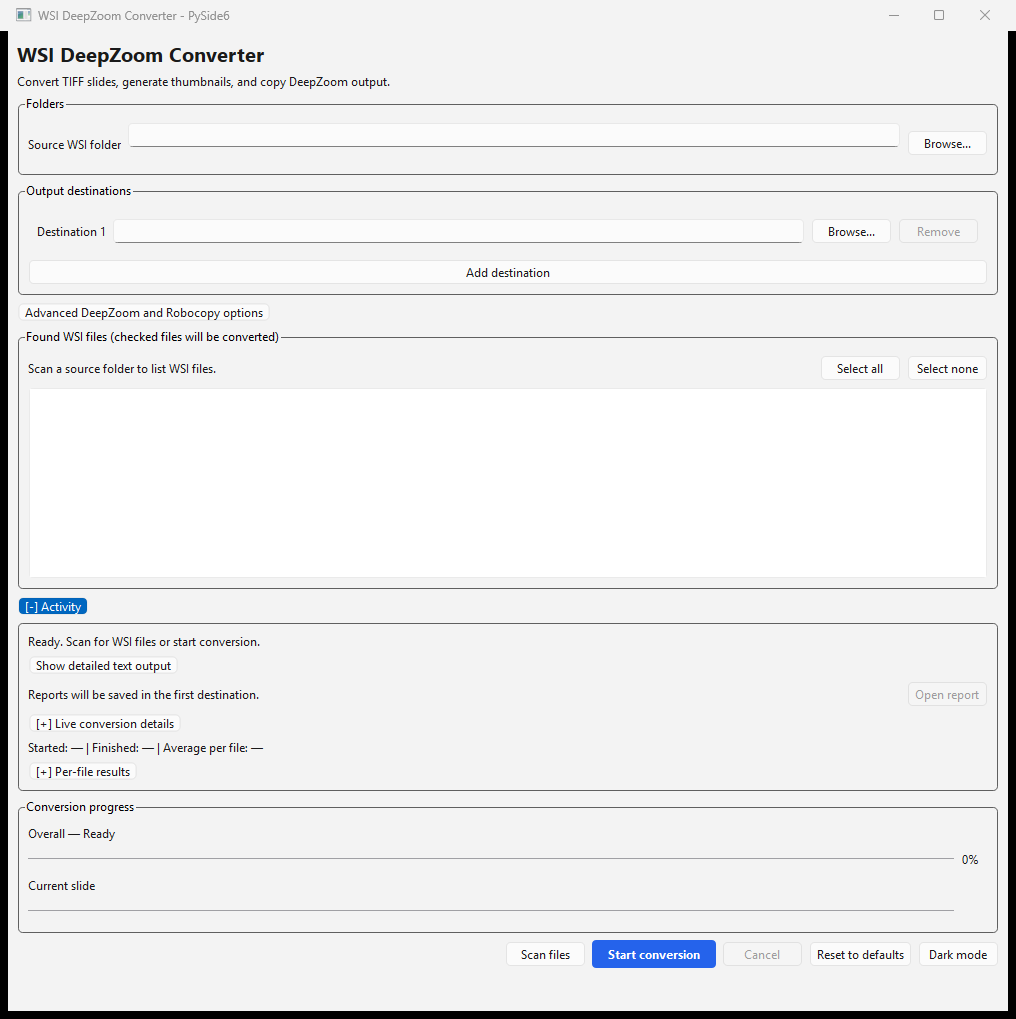 WSI DeepZoom Converter - PySide6
WSI DeepZoom Converter
Convert TIFF slides, generate thumbnails, and copy DeepZoom output.
Folders
Source WSI folder
Browse...
Output destinations
Destination 1
Browse...
Remove
Add destination
Advanced DeepZoom and Robocopy options
Found WSI files (checked files will be converted)
Scan a source folder to list WSI files.
Select all
Select none
[-] Activity
Ready. Scan for WSI files or start conversion.
Show detailed text output
Reports will be saved in the first destination.
Open report
[+] Live conversion details
Started: — | Finished: — | Average per file: —
[+] Per-file results
Conversion progress
Overall — Ready
0%
Current slide
Scan files
Start conversion
Cancel
Reset to defaults
Dark mode